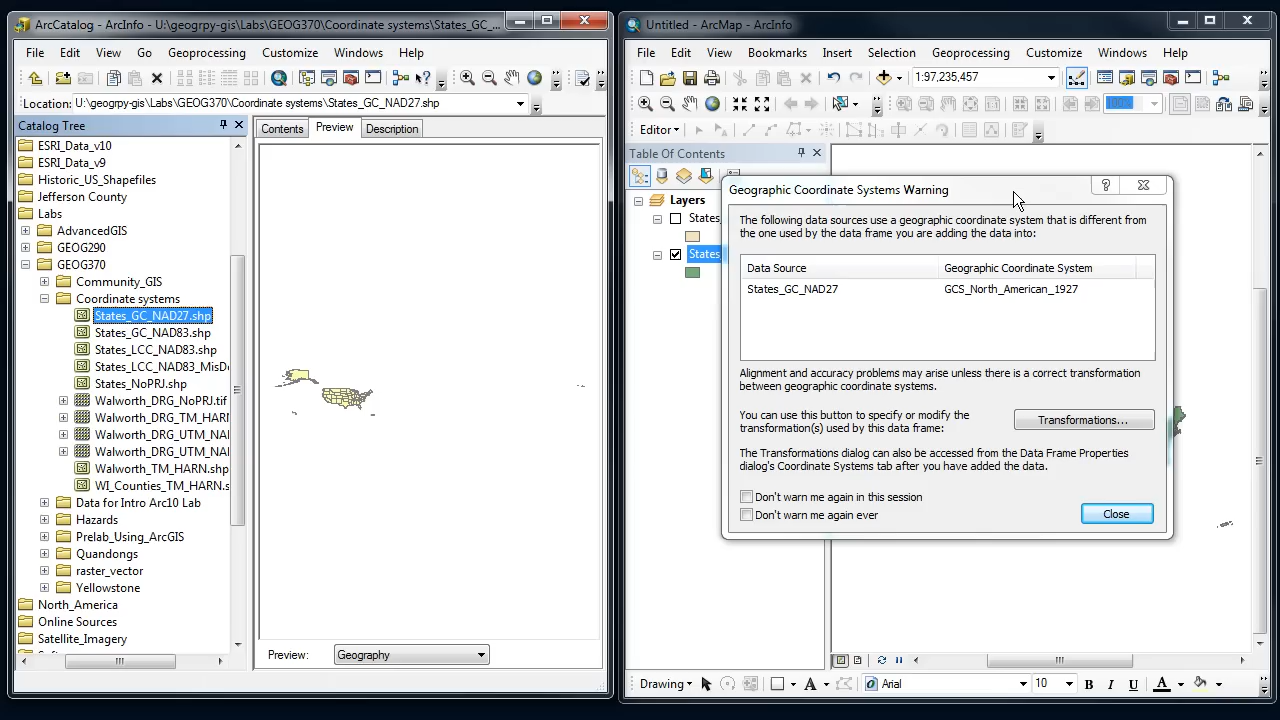 ArcCatalog - ArcInfo - U:\geogrpy-gis\Labs\GEOG370\Coordinate systems\States_GC_...
File Edit View Go Geoprocessing Customize Windows Help
Location: U:\geogrpy-gis\Labs\GEOG370\Coordinate systems\States_GC_NAD27.shp
Catalog Tree
ESRI_Data_v10
ESRI_Data_v9
Historic_US_Shapefiles
Jefferson County
Labs
AdvancedGIS
GEOG290
GEOG370
Community_GIS
Coordinate systems
States_GC_NAD27.shp
States_GC_NAD83.shp
States_LCC_NAD83.shp
States_LCC_NAD83_MisD
States_NoPRJ.shp
Walworth_DRG_NoPRJ.tif
Walworth_DRG_TM_HARN
Walworth_DRG_UTM_NA
Walworth_DRG_UTM_NA
Walworth_TM_HARN.shp
WI_Counties_TM_HARN.s
Data for Intro Arc10 Lab
Hazards
Prelab_Using_ArcGIS
Quandongs
raster_vector
Yellowstone
North_America
Online Sources
Satellite_Imagery
Contents Preview Description
Preview: Geography
Untitled - ArcMap - ArcInfo
File Edit View Bookmarks Insert Selection Geoprocessing Customize Windows Help
1:97,235,457
100%
Editor
Table Of Contents
Layers
States_
States
Geographic Coordinate Systems Warning
The following data sources use a geographic coordinate system that is different from
the one used by the data frame you are adding the data into:
Data Source Geographic Coordinate System
States_GC_NAD27 GCS_North_American_1927
Alignment and accuracy problems may arise unless there is a correct transformation
between geographic coordinate systems.
You can use this button to specify or modify the
transformation(s) used by this data frame:
Transformations...
The Transformations dialog can also be accessed from the Data Frame Properties
dialog's Coordinate Systems tab after you have added the data.
Don't warn me again in this session
Don't warn me again ever
Close
Drawing A Arial 10 B I U A